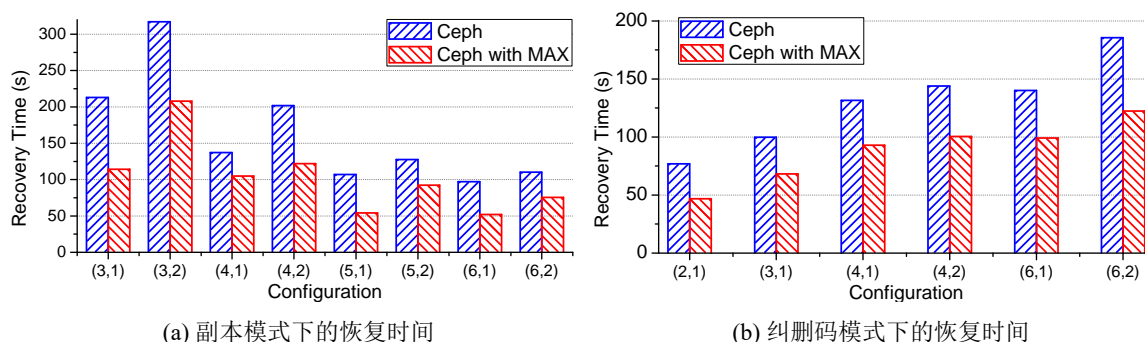 Recovery Time (s)
300
250
200
150
100
50
0
Ceph
Ceph with MAX
(3,1) (3,2) (4,1) (4,2) (5,1) (5,2) (6,1) (6,2)
Configuration
(a) 副本模式下的恢复时间
Recovery Time (s)
200
150
100
50
0
Ceph
Ceph with MAX
(2,1) (3,1) (4,1) (4,2) (6,1) (6,2)
Configuration
(b) 纠删码模式下的恢复时间